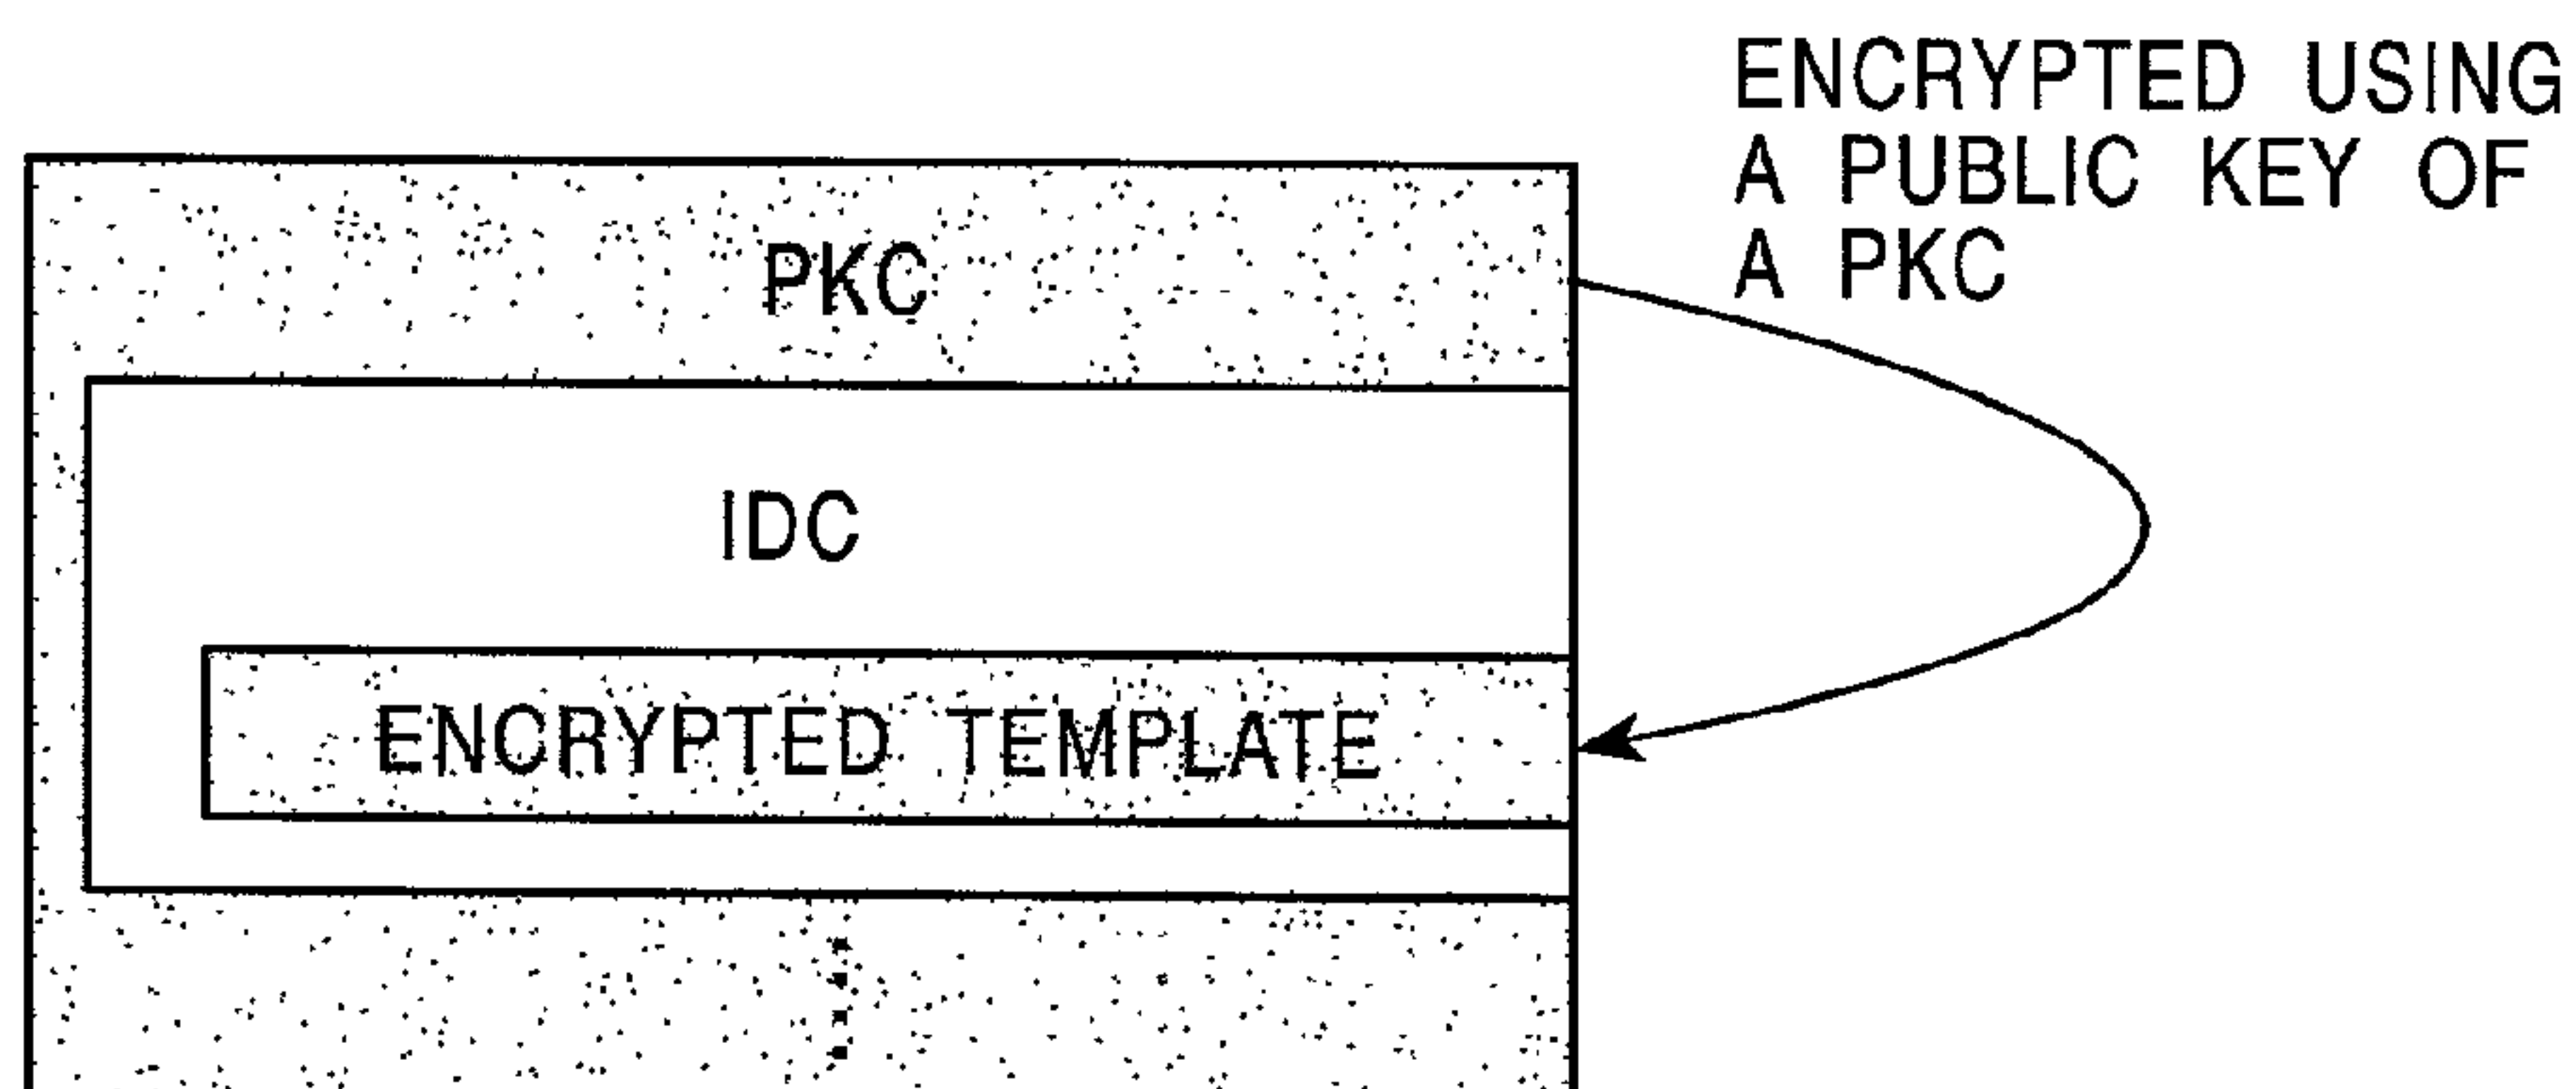 ENCRYPTED USING
A PUBLIC KEY OF
A PKC
PKC
IDC
ENCRYPTED TEMPLATE